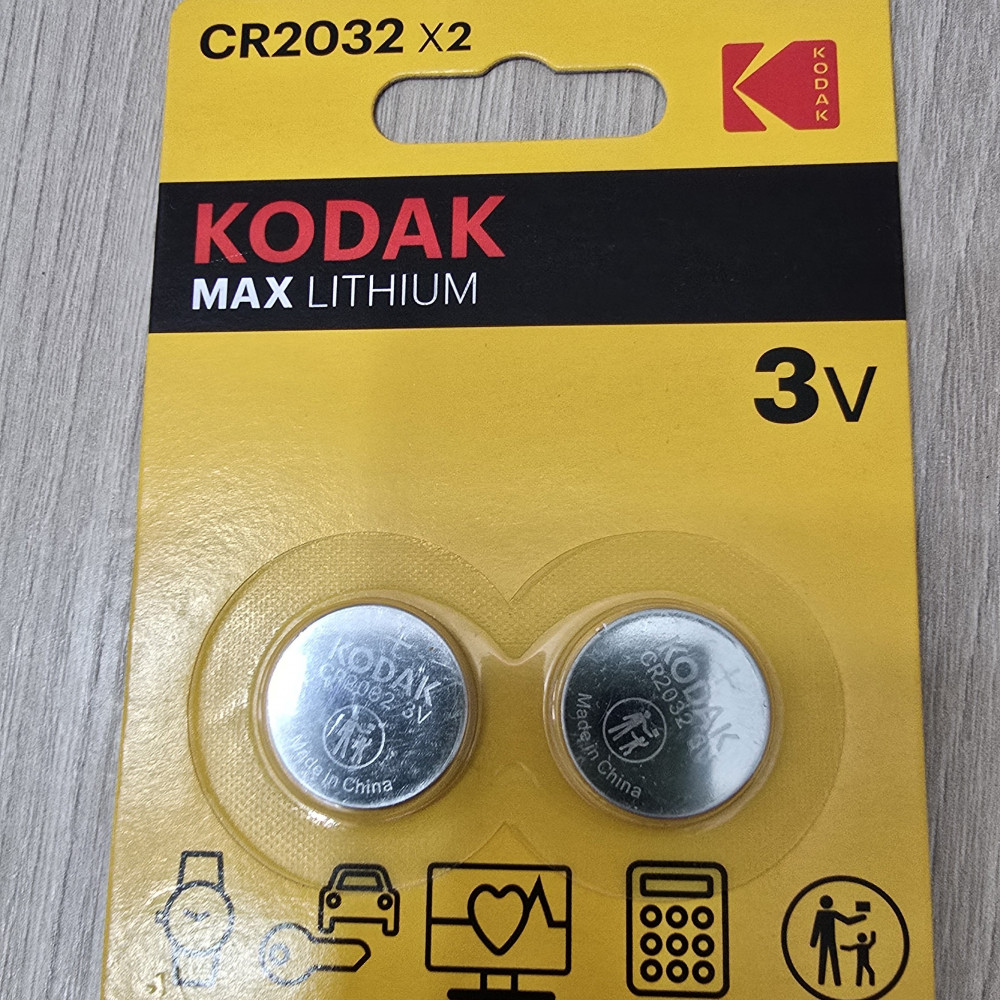 CR2032 X2
KODAK
KODAK
MAX LITHIUM
3V
KODAK
CR2032 3V
Made in China
KODAK
CR2032
Made in China